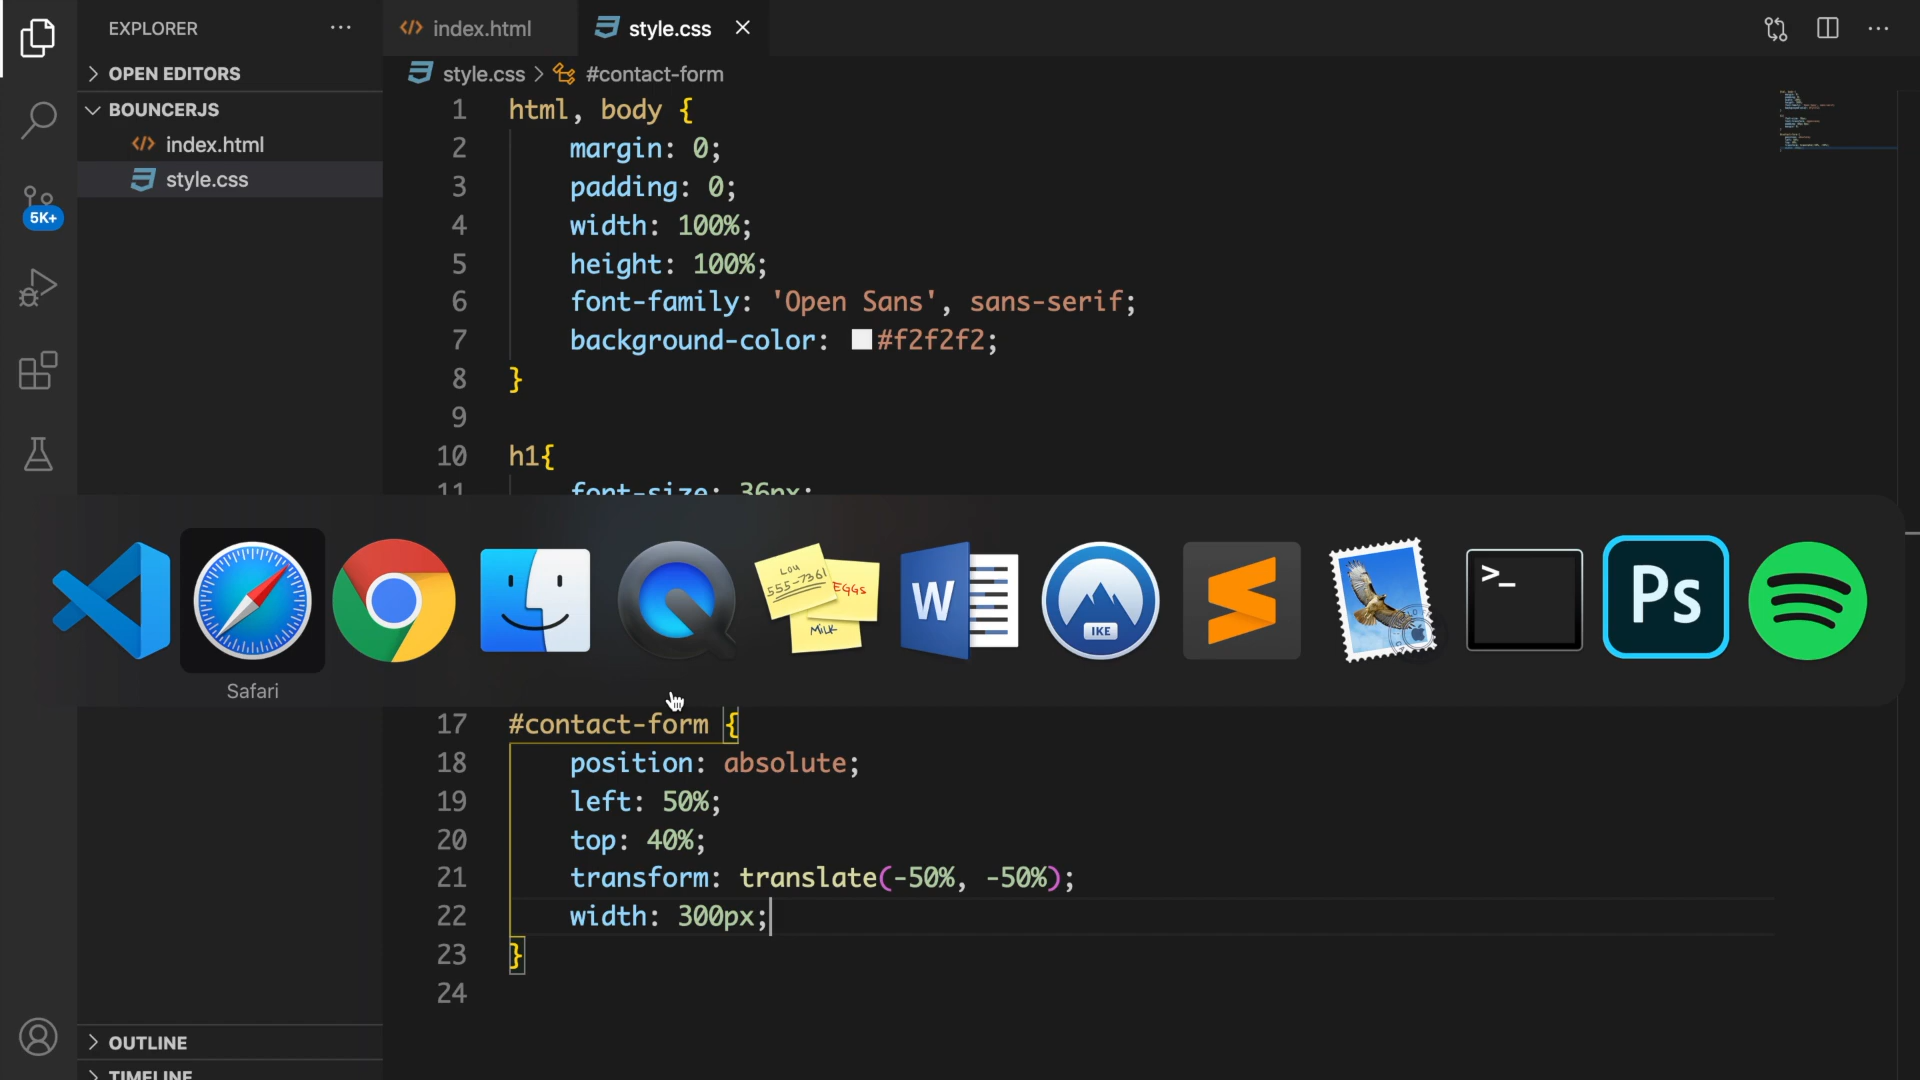 EXPLORER
index.html
style.css
OPEN EDITORS
style.css > #contact-form
BOUNCERJS
index.html
style.css
5K+
1 html, body {
2 margin: 0;
3 padding: 0;
4 width: 100%;
5 height: 100%;
6 font-family: 'Open Sans', sans-serif;
7 background-color: #f2f2f2;
8 }
9
10 h1{
11 font-size: 36px;
LOU
555-7361
EGGS
MILK
W
IKE
>_
Ps
Safari
17 #contact-form {
18 position: absolute;
19 left: 50%;
20 top: 40%;
21 transform: translate(-50%, -50%);
22 width: 300px;
23 }
24
OUTLINE
TIMELINE